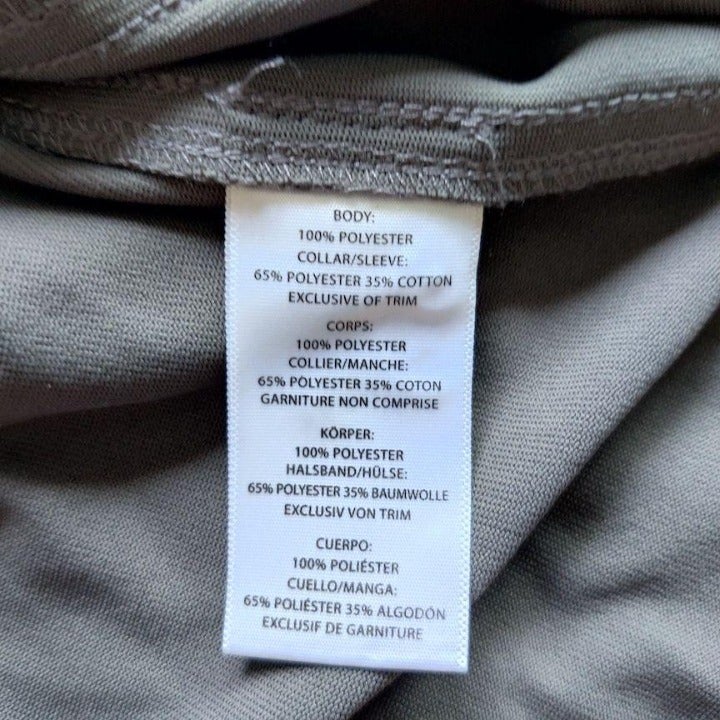 BODY:
100% POLYESTER
COLLAR/SLEEVE:
65% POLYESTER 35% COTTON
EXCLUSIVE OF TRIM
CORPS:
100% POLYESTER
COLLIER/MANCHE:
65% POLYESTER 35% COTON
GARNITURE NON COMPRISE
KÖRPER:
100% POLYESTER
HALSBAND/HÜLSE:
65% POLYESTER 35% BAUMWOLLE
EXCLUSIV VON TRIM
CUERPO:
100% POLIÉSTER
CUELLO/MANGA:
65% POLIÉSTER 35% ALGODÓN
EXCLUSIF DE GARNITURE